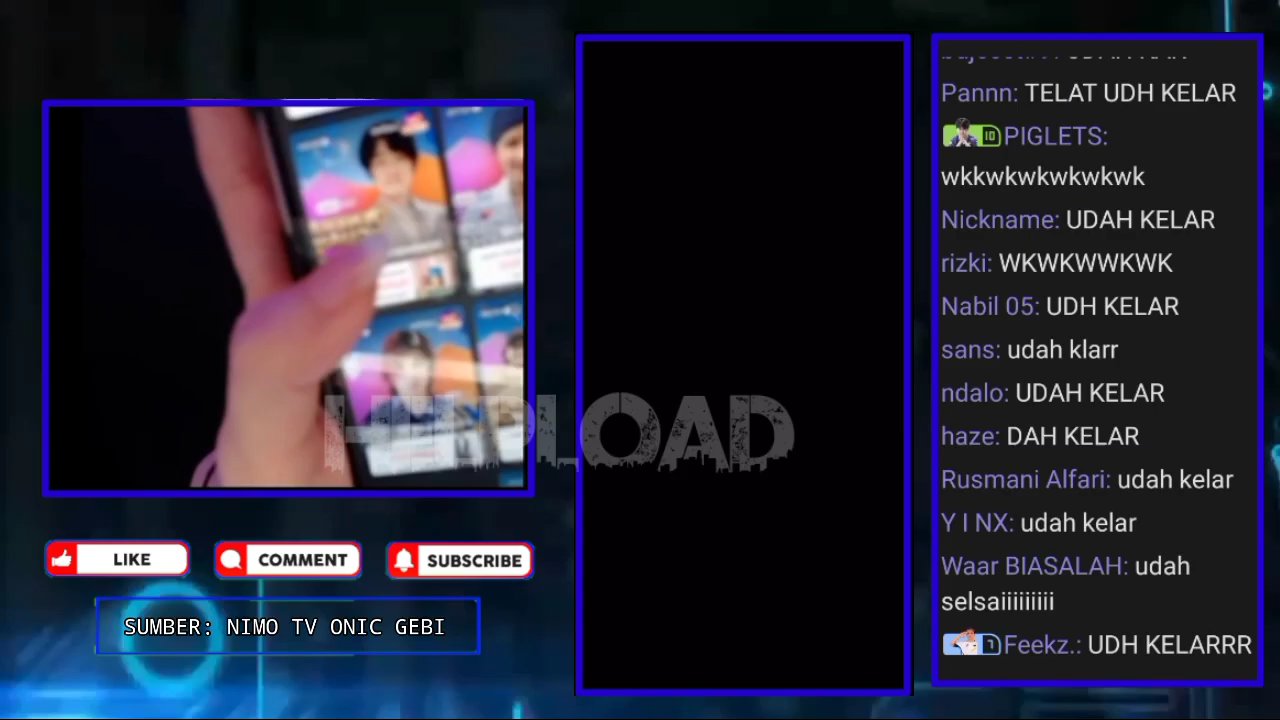 Pannn: TELAT UDH KELAR
PIGLETS:
wkkwkwkwkwkwk
Nickname: UDAH KELAR
rizki: WKWKWWKWK
Nabil 05: UDH KELAR
sans: udah klarr
ndalo: UDAH KELAR
haze: DAH KELAR
Rusmani Alfari: udah kelar
Y I NX: udah kelar
Waar BIASALAH: udah
selsaiiiiiiiii
Feekz.: UDH KELARRR
HELPLOAD
LIKE
COMMENT
SUBSCRIBE
SUMBER: NIMO TV ONIC GEBI